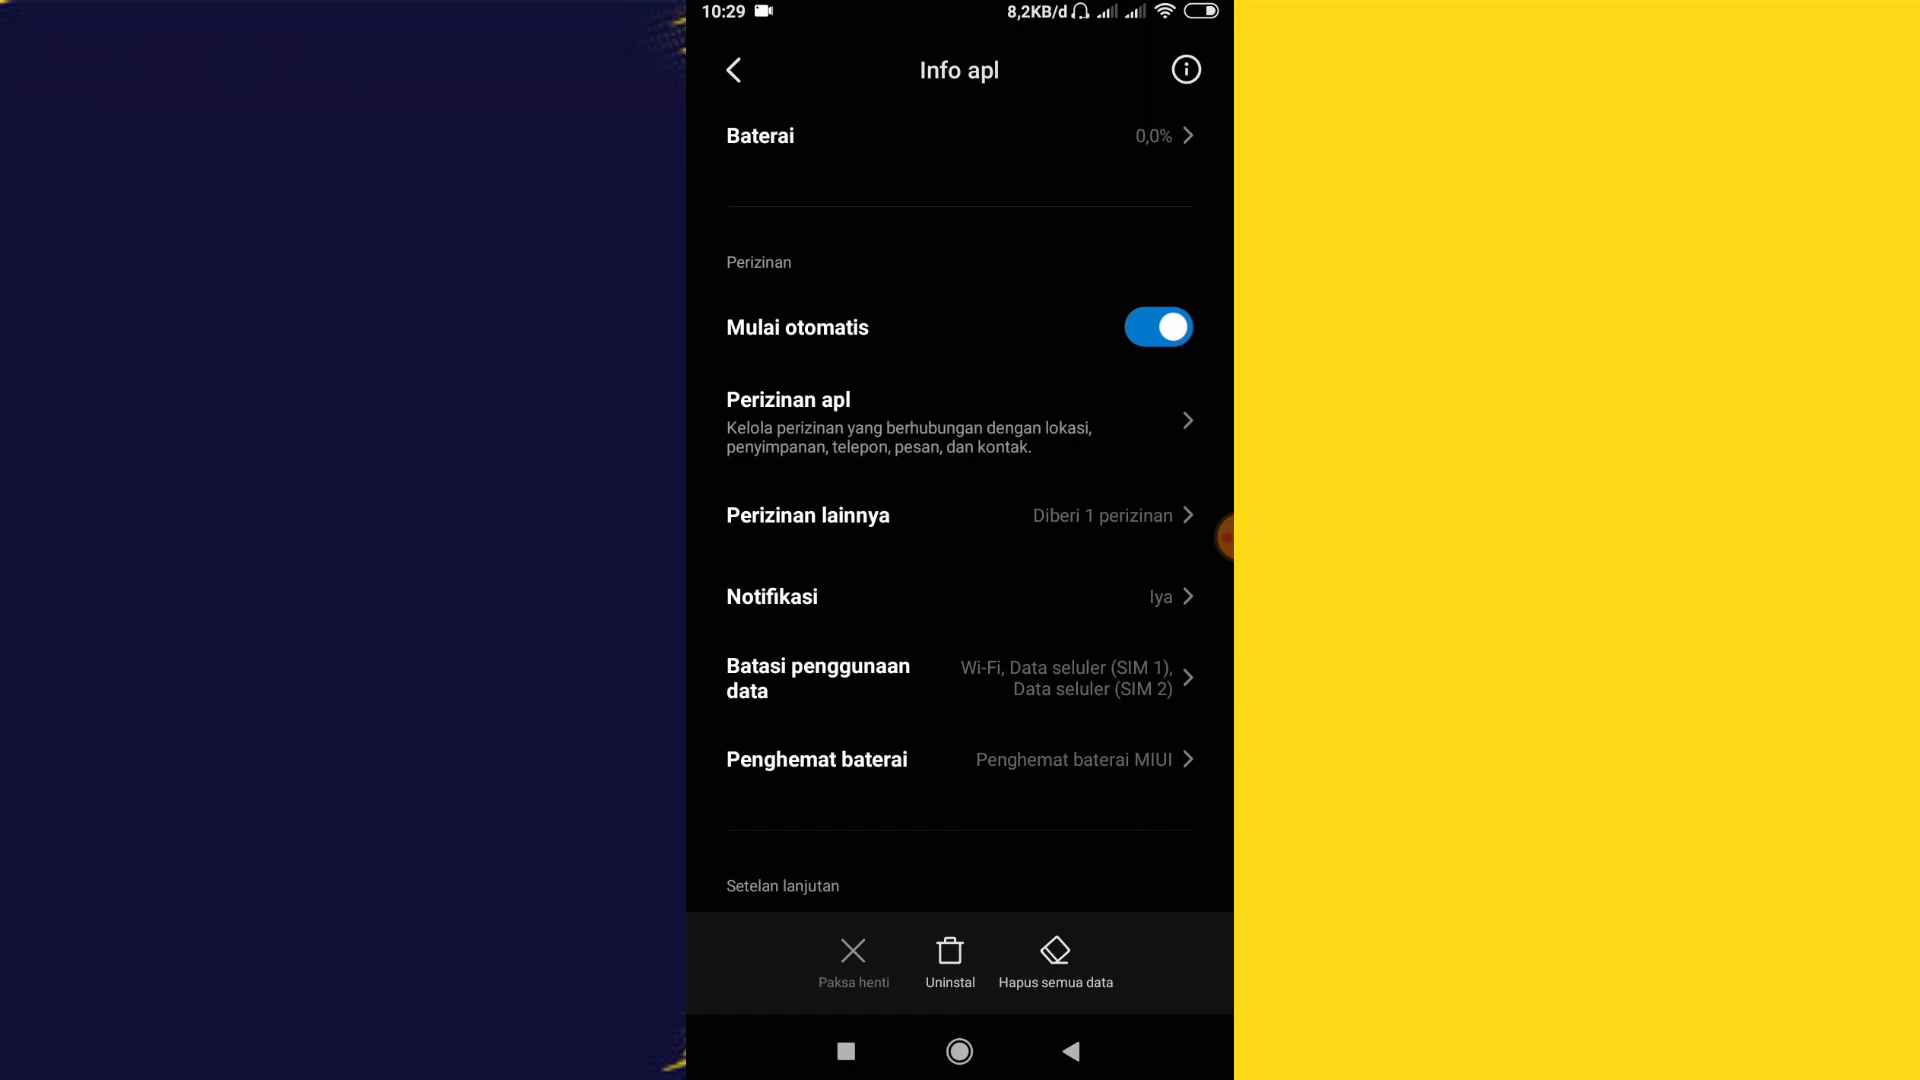 10:29 8,2KB/d
Info apl
Baterai 0,0%
Perizinan
Mulai otomatis
Perizinan apl
Kelola perizinan yang berhubungan dengan lokasi,
penyimpanan, telepon, pesan, dan kontak.
Perizinan lainnya Diberi 1 perizinan
Notifikasi Iya
Batasi penggunaan
data
Wi-Fi, Data seluler (SIM 1),
Data seluler (SIM 2)
Penghemat baterai Penghemat baterai MIUI
Setelan lanjutan
Paksa henti Uninstal Hapus semua data